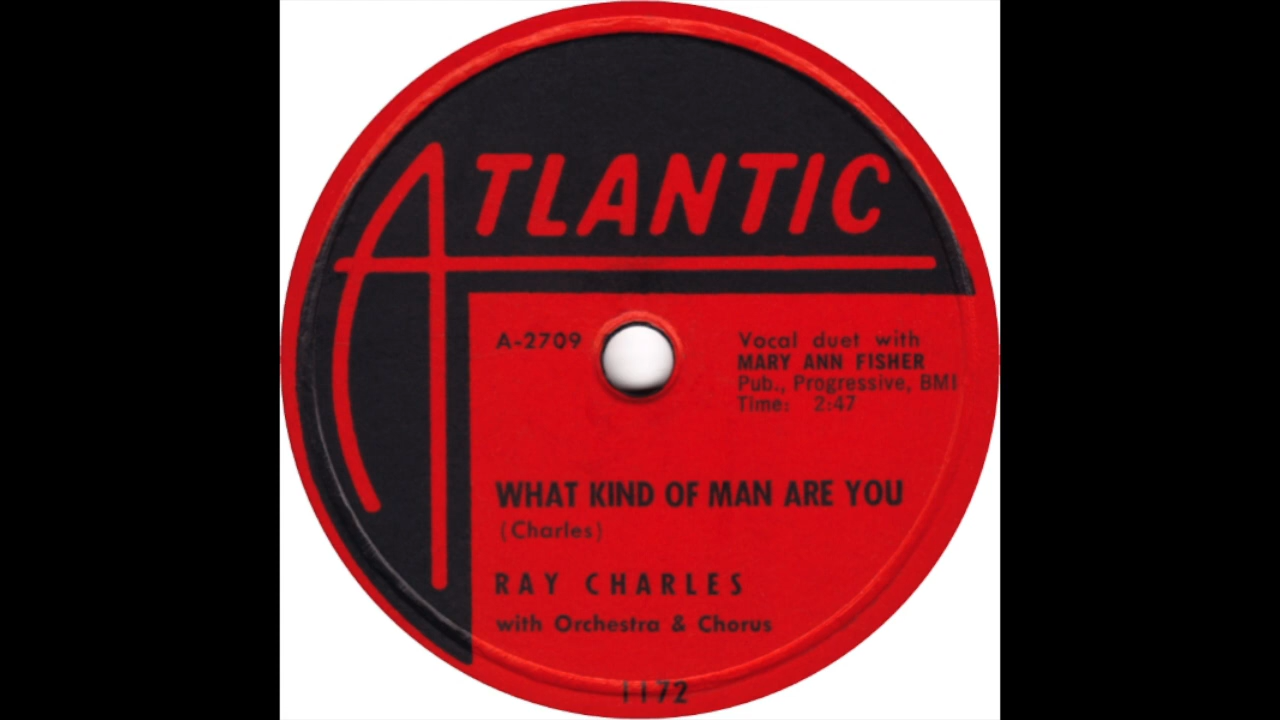 ATLANTIC
A-2709
Vocal duet with
MARY ANN FISHER
Pub., Progressive, BMI
Time: 2:47
WHAT KIND OF MAN ARE YOU
(Charles)
RAY CHARLES
with Orchestra & Chorus
1172